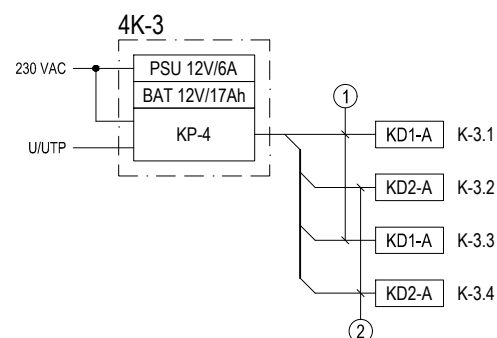 4K-3
230 VAC
PSU 12V/6A
BAT 12V/17Ah
KP-4
U/UTP
1
KD1-A K-3.1
KD2-A K-3.2
KD1-A K-3.3
KD2-A K-3.4
2